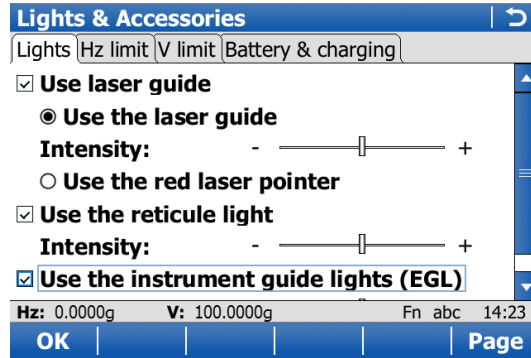 Lights & Accessories
Lights Hz limit V limit Battery & charging
Use laser guide
Use the laser guide
Intensity: - +
Use the red laser pointer
Use the reticule light
Intensity: - +
Use the instrument guide lights (EGL)
Hz: 0.0000g V: 100.0000g Fn abc 14:23
OK Page